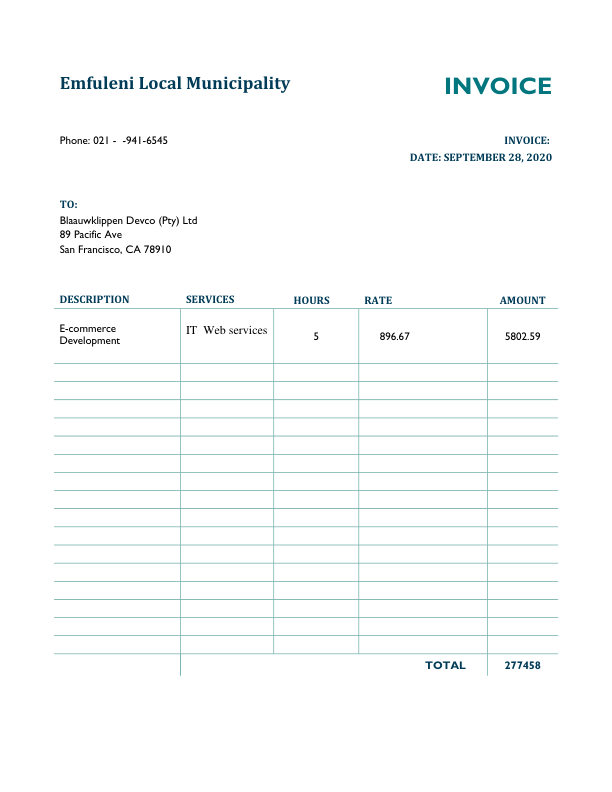 Emfuleni Local Municipality
INVOICE
Phone: 021 -  -941-6545
INVOICE:
DATE: SEPTEMBER 28, 2020
TO:
Blaauwklippen Devco (Pty) Ltd
89 Pacific Ave
San Francisco, CA 78910
DESCRIPTION SERVICES HOURS RATE AMOUNT
E-commerce
Development
IT  Web services
5 896.67 5802.59
TOTAL 277458